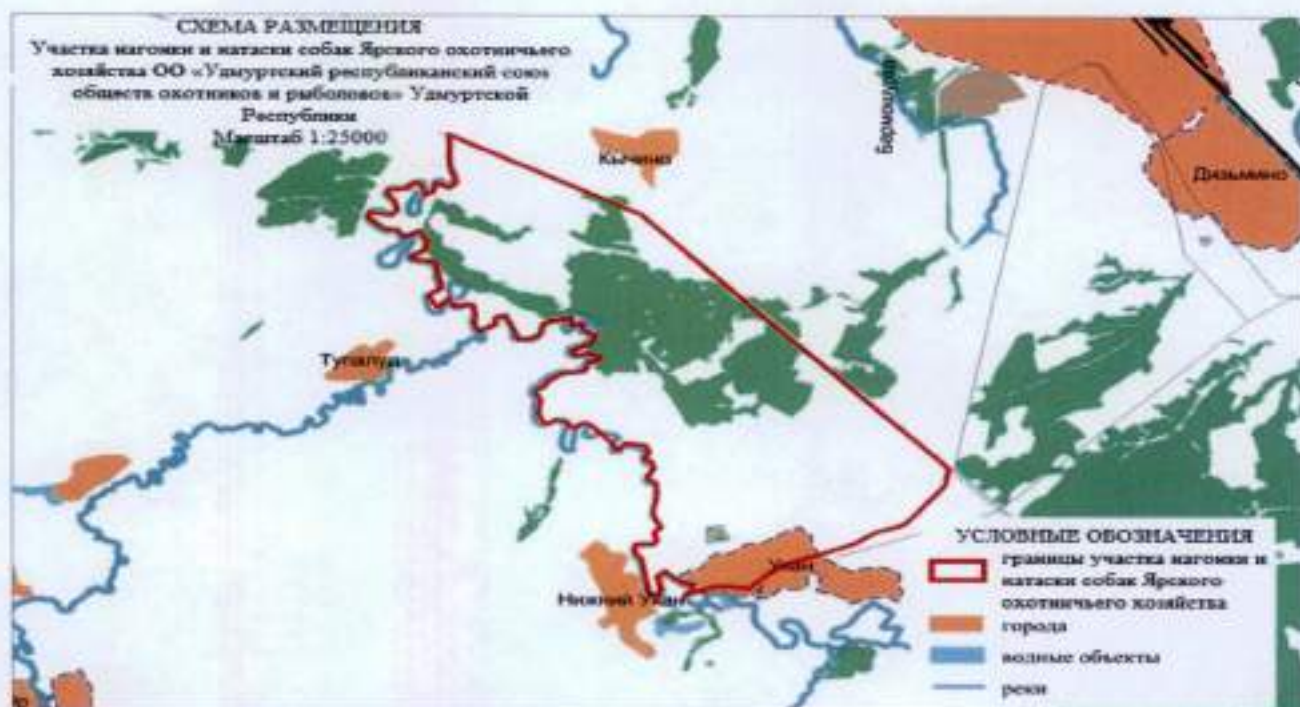 СХЕМА РАЗМЕЩЕНИЯ
Участка нагонки и натаски собак Ярского охотничьего
хозяйства ОО «Удмуртский республиканский союз
обществ охотников и рыболовов» Удмуртской
Республики
Масштаб 1:25000
Бармашур
Кычино
Дизьмино
Тупалуд
Укан
Нижний Укан
УСЛОВНЫЕ ОБОЗНАЧЕНИЯ
границы участка нагонки и
натаски собак Ярского
охотничьего хозяйства
города
водные объекты
реки